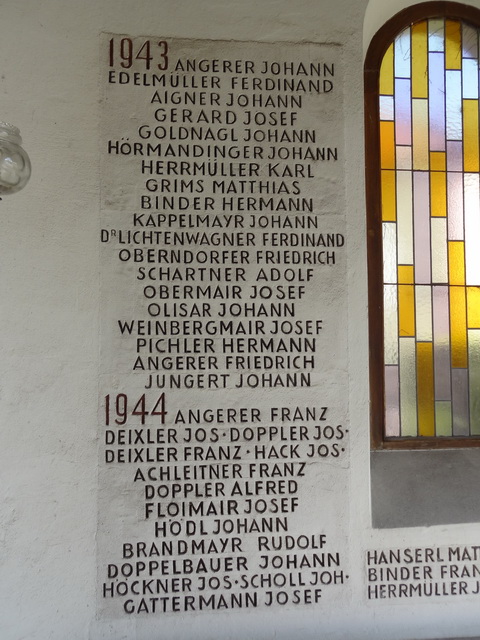 1943 ANGERER JOHANN
EDELMÜLLER FERDINAND
AIGNER JOHANN
GERARD JOSEF
GOLDNAGL JOHANN
HÖRMANDINGER JOHANN
HERRMÜLLER KARL
GRIMS MATTHIAS
BINDER HERMANN
KAPPELMAYR JOHANN
DR LICHTENWAGNER FERDINAND
OBERNDORFER FRIEDRICH
SCHARTNER ADOLF
OBERMAIR JOSEF
OLISAR JOHANN
WEINBERGMAIR JOSEF
PICHLER HERMANN
ANGERER FRIEDRICH
JUNGERT JOHANN
1944 ANGERER FRANZ
DEIXLER JOS· DOPPLER JOS·
DEIXLER FRANZ · HACK JOS·
ACHLEITNER FRANZ
DOPPLER ALFRED
FLOIMAIR JOSEF
HÖDL JOHANN
BRANDMAYR RUDOLF
DOPPELBAUER JOHANN
HÖCKNER JOS· SCHOLL JOH·
GATTERMANN JOSEF
HANSERL MATT
BINDER FRAN
HERRMÜLLER J